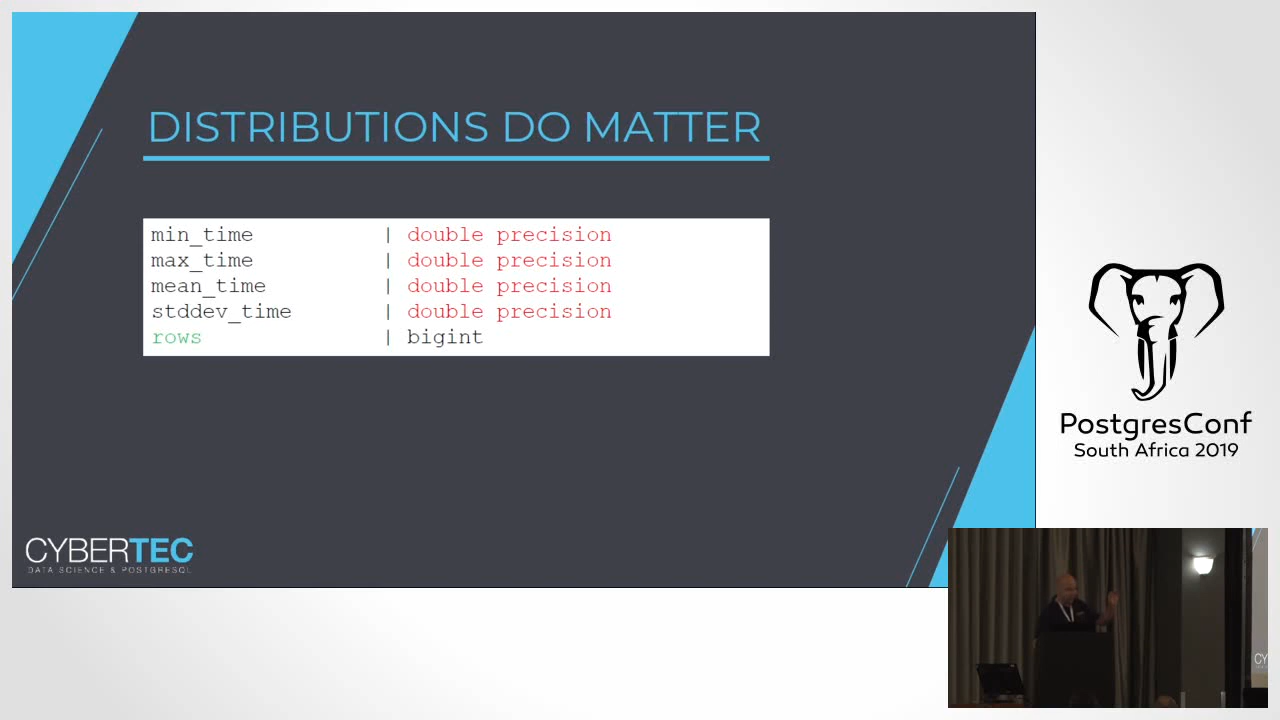 DISTRIBUTIONS DO MATTER
min_time | double precision
max_time | double precision
mean_time | double precision
stddev_time | double precision
rows | bigint
CYBERTEC
DATA SCIENCE & POSTGRESQL
PostgresConf
South Africa 2019
CY